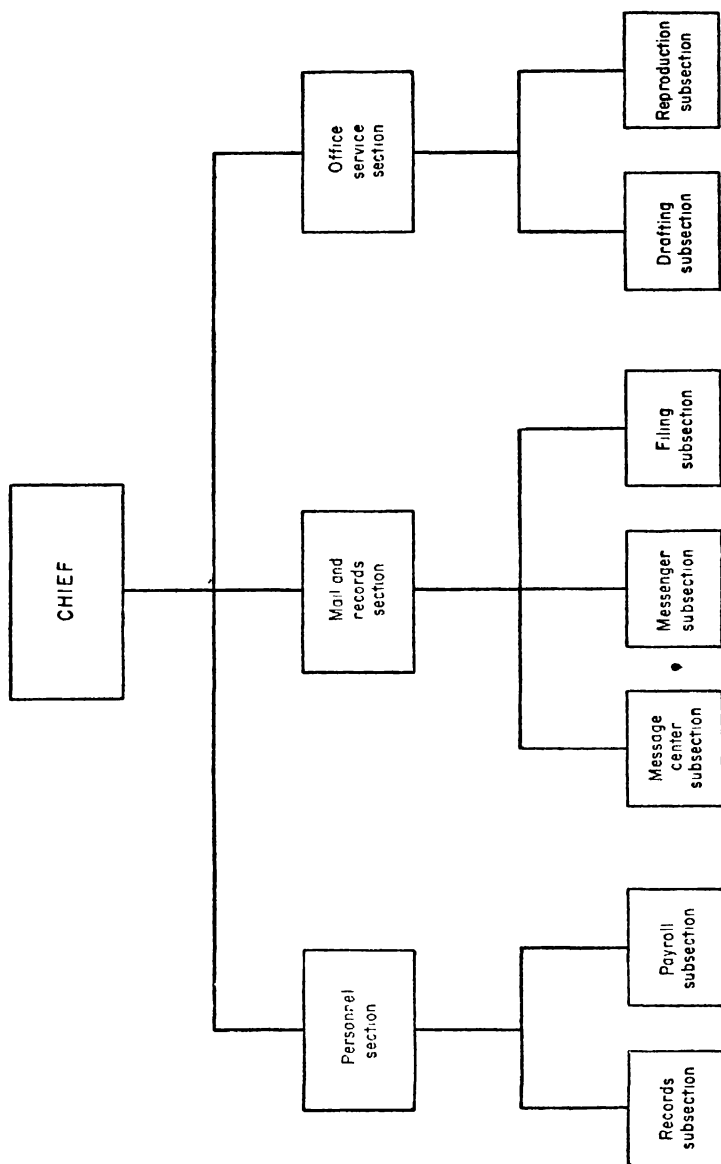 CHIEF
Personnel
section
Mail and
records
section
Office
service
section
Records
subsection
Payroll
subsection
Message
center
subsection
Messenger
subsection
Filing
subsection
Drafting
subsection
Reproduction
subsection